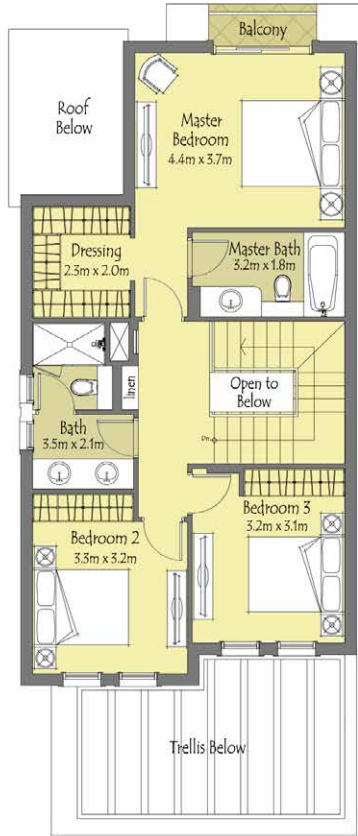 Balcony
Roof
Below
Master
Bedroom
4.4m x 3.7m
Dressing
2.3m x 2.0m
Master Bath
3.2m x 1.8m
linen
Open to
Below
Bath
3.5m x 2.1m
Dn
Bedroom 3
3.2m x 3.1m
Bedroom 2
3.3m x 3.2m
Trellis Below